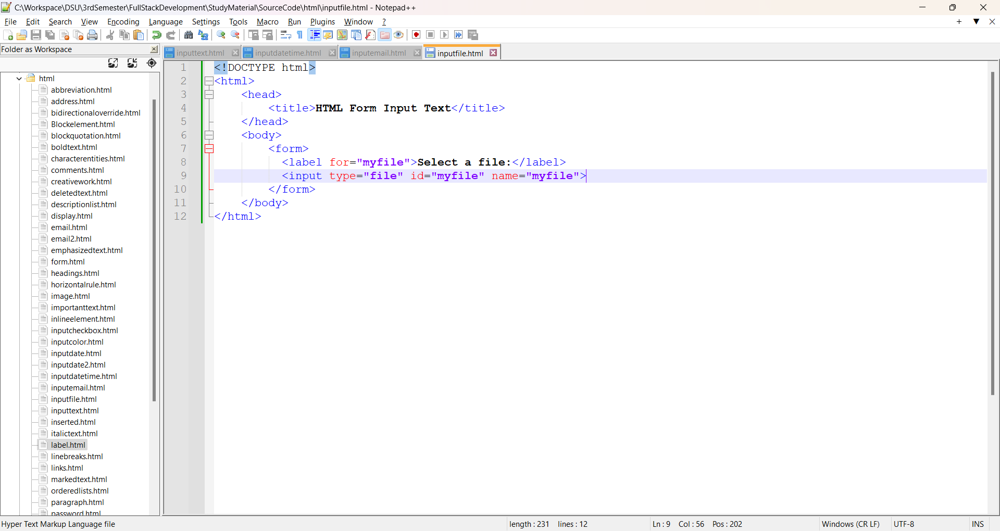 C:\Workspace\DSU\3rdSemester\FullStackDevelopment\StudyMaterial\SourceCode\html\inputfile.html - Notepad++
File Edit Search View Encoding Language Settings Tools Macro Run Plugins Window ?
Folder as Workspace
inputtext.html inputdatetime.html inputemail.html inputfile.html
html
abbreviation.html
address.html
bidirectionaloverride.html
Blockelement.html
blockquotation.html
boldtext.html
characterentities.html
comments.html
creativework.html
deletedtext.html
descriptionlist.html
display.html
email.html
email2.html
emphasizedtext.html
form.html
headings.html
horizontalrule.html
image.html
importanttext.html
inlineelement.html
inputcheckbox.html
inputcolor.html
inputdate.html
inputdate2.html
inputdatetime.html
inputemail.html
inputfile.html
inputtext.html
inserted.html
italictext.html
label.html
linebreaks.html
links.html
markedtext.html
orderedlists.html
paragraph.html
password.html
1 <!DOCTYPE html>
2 <html>
3 <head>
4 <title>HTML Form Input Text</title>
5 </head>
6 <body>
7 <form>
8 <label for="myfile">Select a file:</label>
9 <input type="file" id="myfile" name="myfile">
10 </form>
11 </body>
12 </html>
Hyper Text Markup Language file length : 231 lines : 12 Ln : 9 Col : 56 Pos : 202 Windows (CR LF) UTF-8 INS